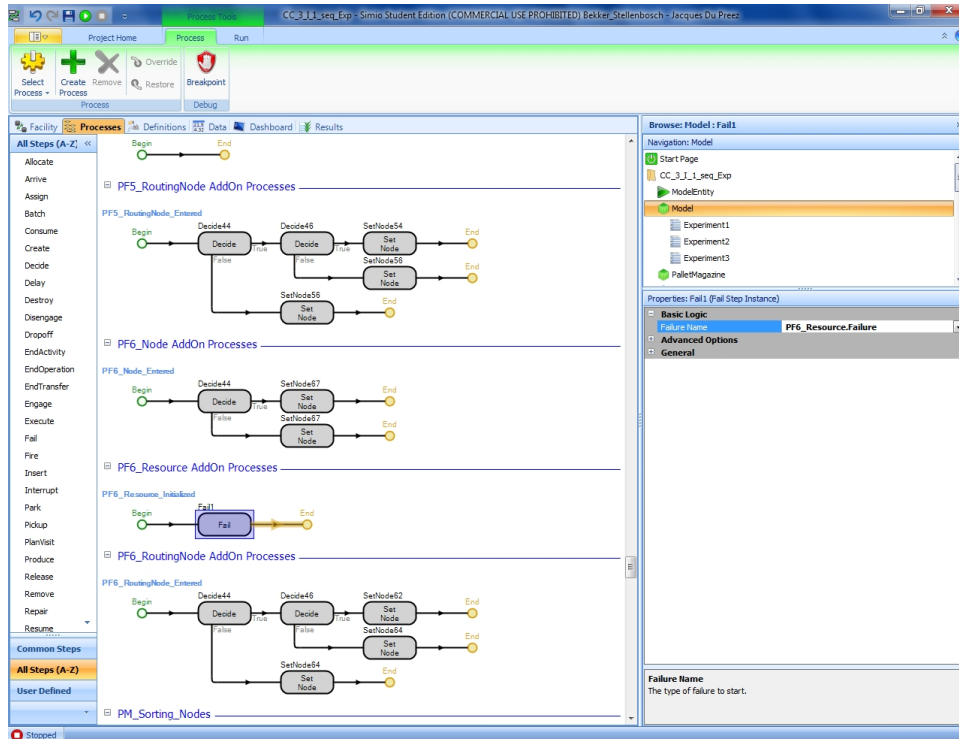 Process Tools
CC_3_I_1_seq_Exp - Simio Student Edition (COMMERCIAL USE PROHIBITED) Bekker_Stellenbosch - Jacques Du Preez
Project Home
Process
Run
Select Process
Create Process
Remove
Override
Restore
Breakpoint
Process
Debug
Facility
Processes
Definitions
Data
Dashboard
Results
All Steps (A-Z)
Allocate
Arrive
Assign
Batch
Consume
Create
Decide
Delay
Destroy
Disengage
Dropoff
EndActivity
EndOperation
EndTransfer
Engage
Execute
Fail
Fire
Insert
Interrupt
Park
Pickup
PlanVisit
Produce
Release
Remove
Repair
Resume
Common Steps
All Steps (A-Z)
User Defined
Begin
End
PF5_RoutingNode AddOn Processes
PF5_RoutingNode_Entered
Begin
Decide44
Decide
True
False
Decide46
Decide
True
False
SetNode54
Set
Node
End
SetNode56
Set
Node
End
SetNode56
Set
Node
End
PF6_Node AddOn Processes
PF6_Node_Entered
Begin
Decide44
Decide
True
False
SetNode67
Set
Node
End
SetNode67
Set
Node
End
PF6_Resource AddOn Processes
PF6_Resource_Initialized
Begin
Fail1
Fail
End
PF6_RoutingNode AddOn Processes
PF6_RoutingNode_Entered
Begin
Decide44
Decide
True
False
Decide46
Decide
True
False
SetNode62
Set
Node
End
SetNode64
Set
Node
End
SetNode64
Set
Node
End
PM_Sorting_Nodes
Browse: Model : Fail1
Navigation: Model
Start Page
CC_3_I_1_seq_Exp
ModelEntity
Model
Experiment1
Experiment2
Experiment3
PalletMagazine
Properties: Fail1 (Fail Step Instance)
Basic Logic
Failure Name
PF6_Resource.Failure
Advanced Options
General
Failure Name
The type of failure to start.
Stopped